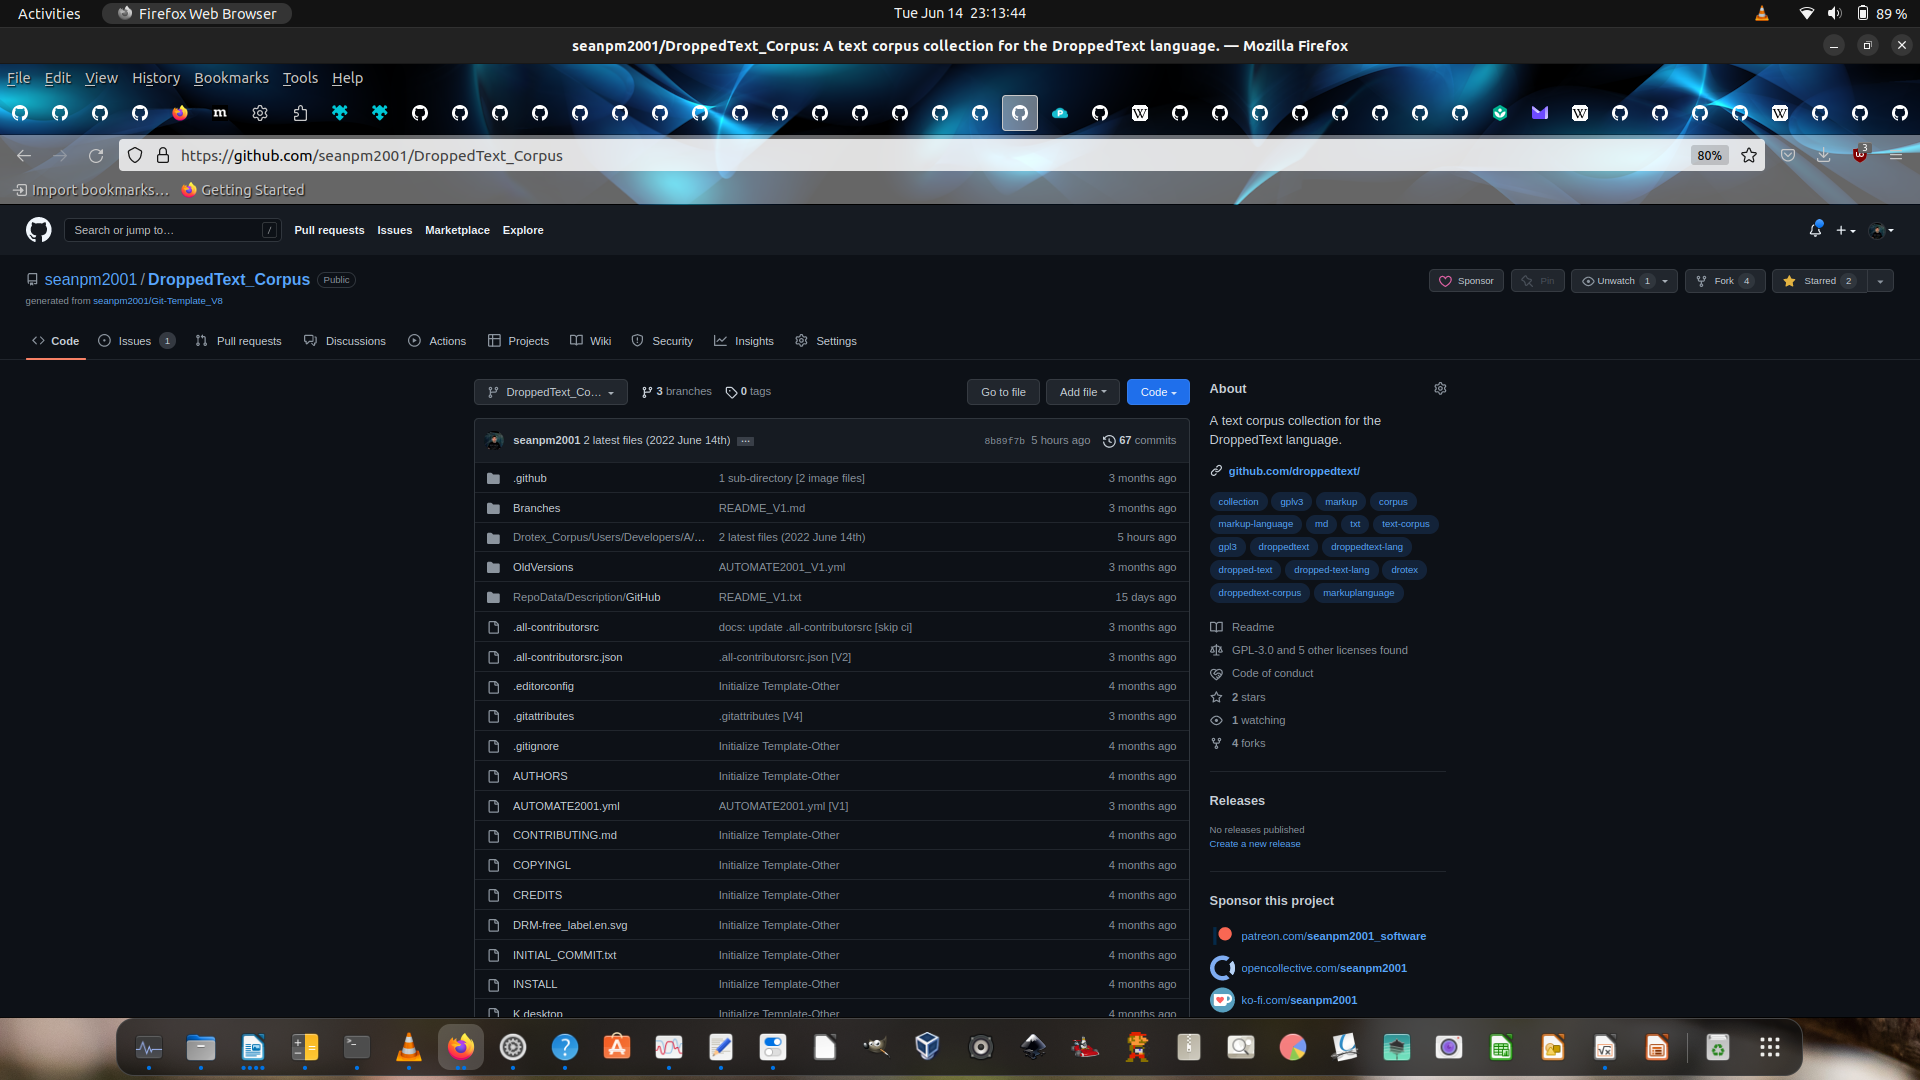 Activities
Firefox Web Browser
Tue Jun 14 23:13:44
89 %
seanpm2001/DroppedText_Corpus: A text corpus collection for the DroppedText language. — Mozilla Firefox
File Edit View History Bookmarks Tools Help
https://github.com/seanpm2001/DroppedText_Corpus
80%
3
Import bookmarks…
Getting Started
Search or jump to…
/
Pull requests Issues Marketplace Explore
seanpm2001 / DroppedText_Corpus
Public
Sponsor
Pin
Unwatch 1
Fork 4
Starred 2
generated from seanpm2001/Git-Template_V8
Code
Issues 1
Pull requests
Discussions
Actions
Projects
Wiki
Security
Insights
Settings
DroppedText_Co…
3 branches
0 tags
Go to file
Add file
Code
seanpm2001 2 latest files (2022 June 14th) …
8b89f7b 5 hours ago
67 commits
.github 1 sub-directory [2 image files] 3 months ago
Branches README_V1.md 3 months ago
Drotex_Corpus/Users/Developers/A/… 2 latest files (2022 June 14th) 5 hours ago
OldVersions AUTOMATE2001_V1.yml 3 months ago
RepoData/Description/GitHub README_V1.txt 15 days ago
.all-contributorsrc docs: update .all-contributorsrc [skip ci] 3 months ago
.all-contributorsrc.json .all-contributorsrc.json [V2] 3 months ago
.editorconfig Initialize Template-Other 4 months ago
.gitattributes .gitattributes [V4] 3 months ago
.gitignore Initialize Template-Other 4 months ago
AUTHORS Initialize Template-Other 4 months ago
AUTOMATE2001.yml AUTOMATE2001.yml [V1] 3 months ago
CONTRIBUTING.md Initialize Template-Other 4 months ago
COPYINGL Initialize Template-Other 4 months ago
CREDITS Initialize Template-Other 4 months ago
DRM-free_label.en.svg Initialize Template-Other 4 months ago
INITIAL_COMMIT.txt Initialize Template-Other 4 months ago
INSTALL Initialize Template-Other 4 months ago
K.desktop Initialize Template-Other 4 months ago
About
A text corpus collection for the
DroppedText language.
github.com/droppedtext/
collection gplv3 markup corpus
markup-language md txt text-corpus
gpl3 droppedtext droppedtext-lang
dropped-text dropped-text-lang drotex
droppedtext-corpus markuplanguage
Readme
GPL-3.0 and 5 other licenses found
Code of conduct
2 stars
1 watching
4 forks
Releases
No releases published
Create a new release
Sponsor this project
patreon.com/seanpm2001_software
opencollective.com/seanpm2001
ko-fi.com/seanpm2001